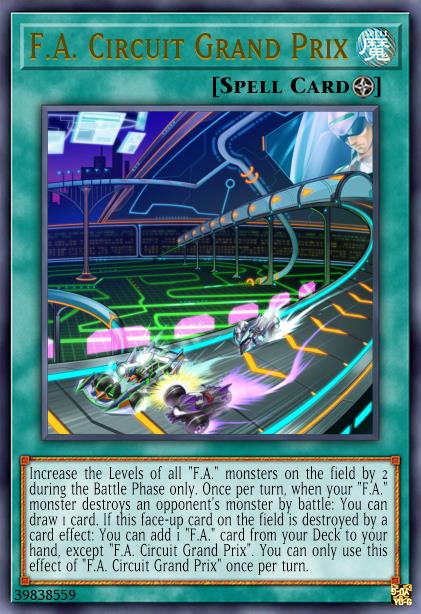 F.A. Circuit Grand Prix
SPELL
魔
[Spell Card]
Increase the Levels of all "F.A." monsters on the field by 2
during the Battle Phase only. Once per turn, when your "F.A."
monster destroys an opponent's monster by battle: You can
draw 1 card. If this face-up card on the field is destroyed by a
card effect: You can add 1 "F.A." card from your Deck to your
hand, except "F.A. Circuit Grand Prix". You can only use this
effect of "F.A. Circuit Grand Prix" once per turn.
39838559